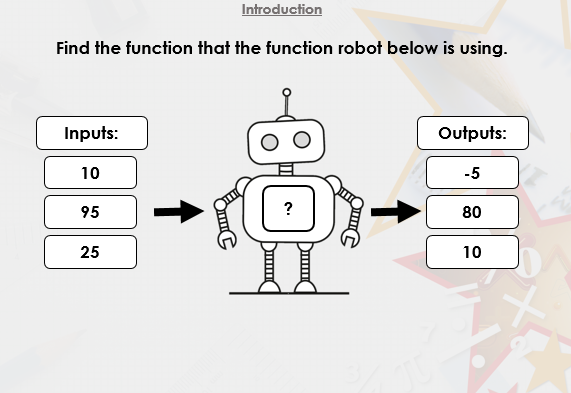 Introduction
Find the function that the function robot below is using.
Inputs: Outputs:
10 -5
95 ? 80
25 10